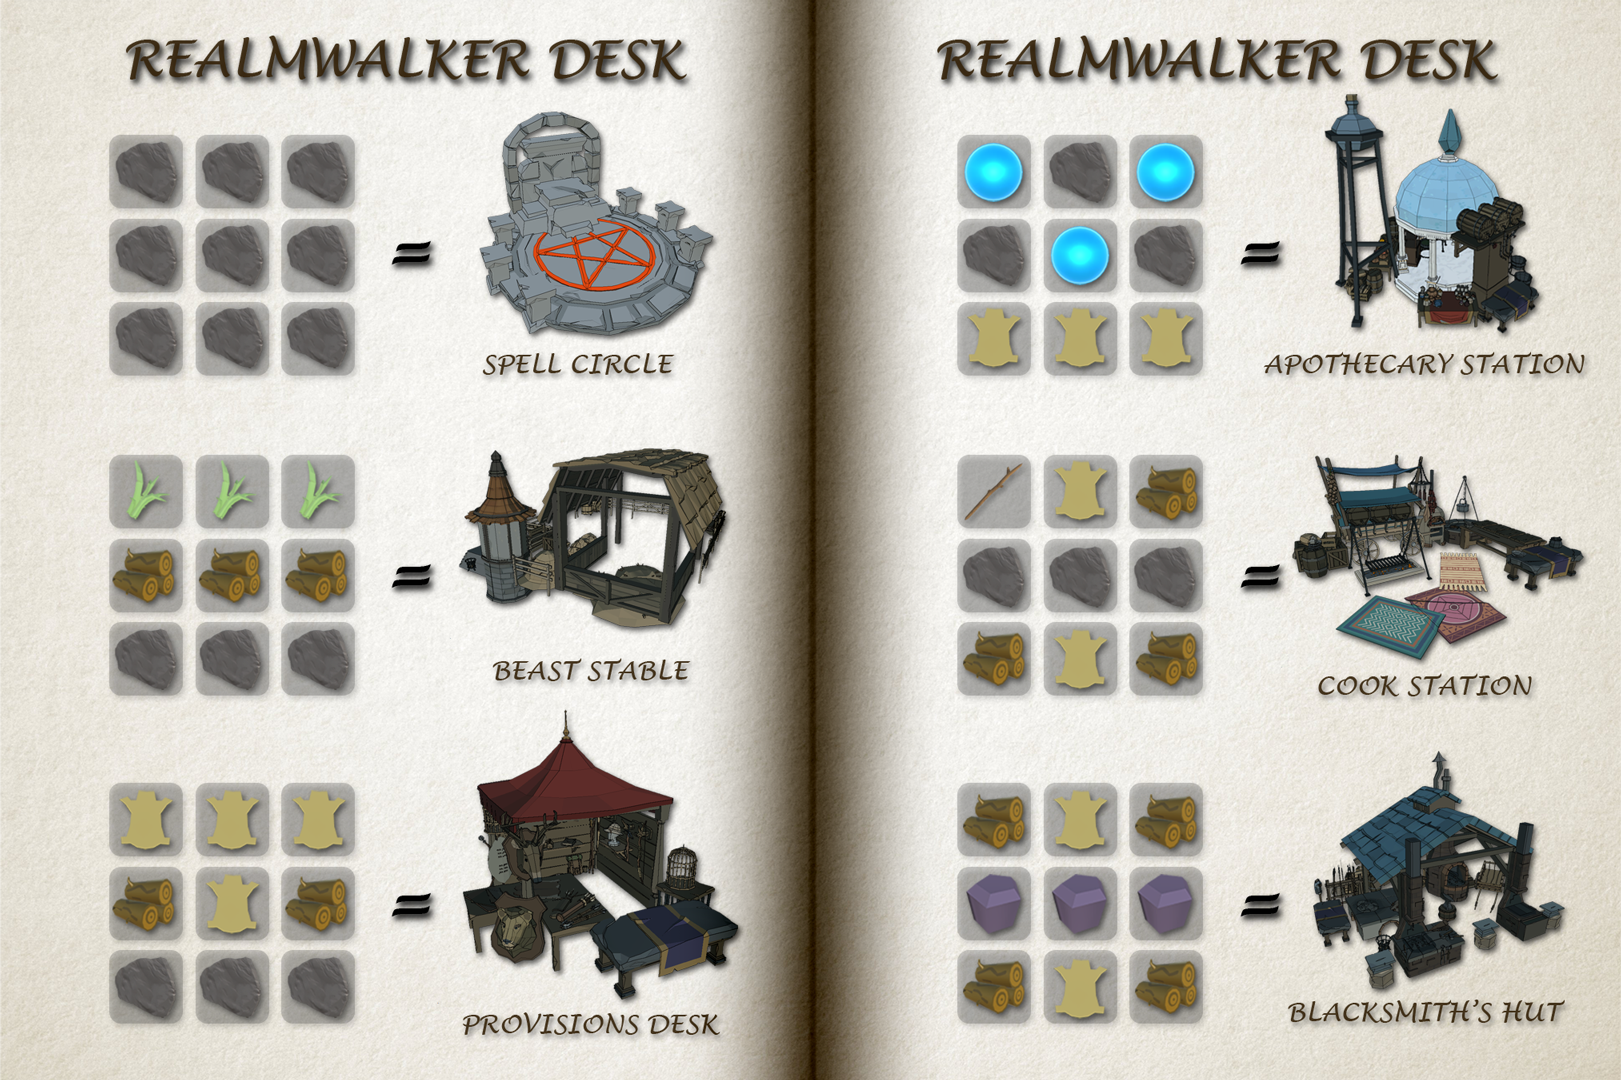 REALMWALKER DESK
=
SPELL CIRCLE
=
BEAST STABLE
=
PROVISIONS DESK
REALMWALKER DESK
=
APOTHECARY STATION
=
COOK STATION
=
BLACKSMITH'S HUT